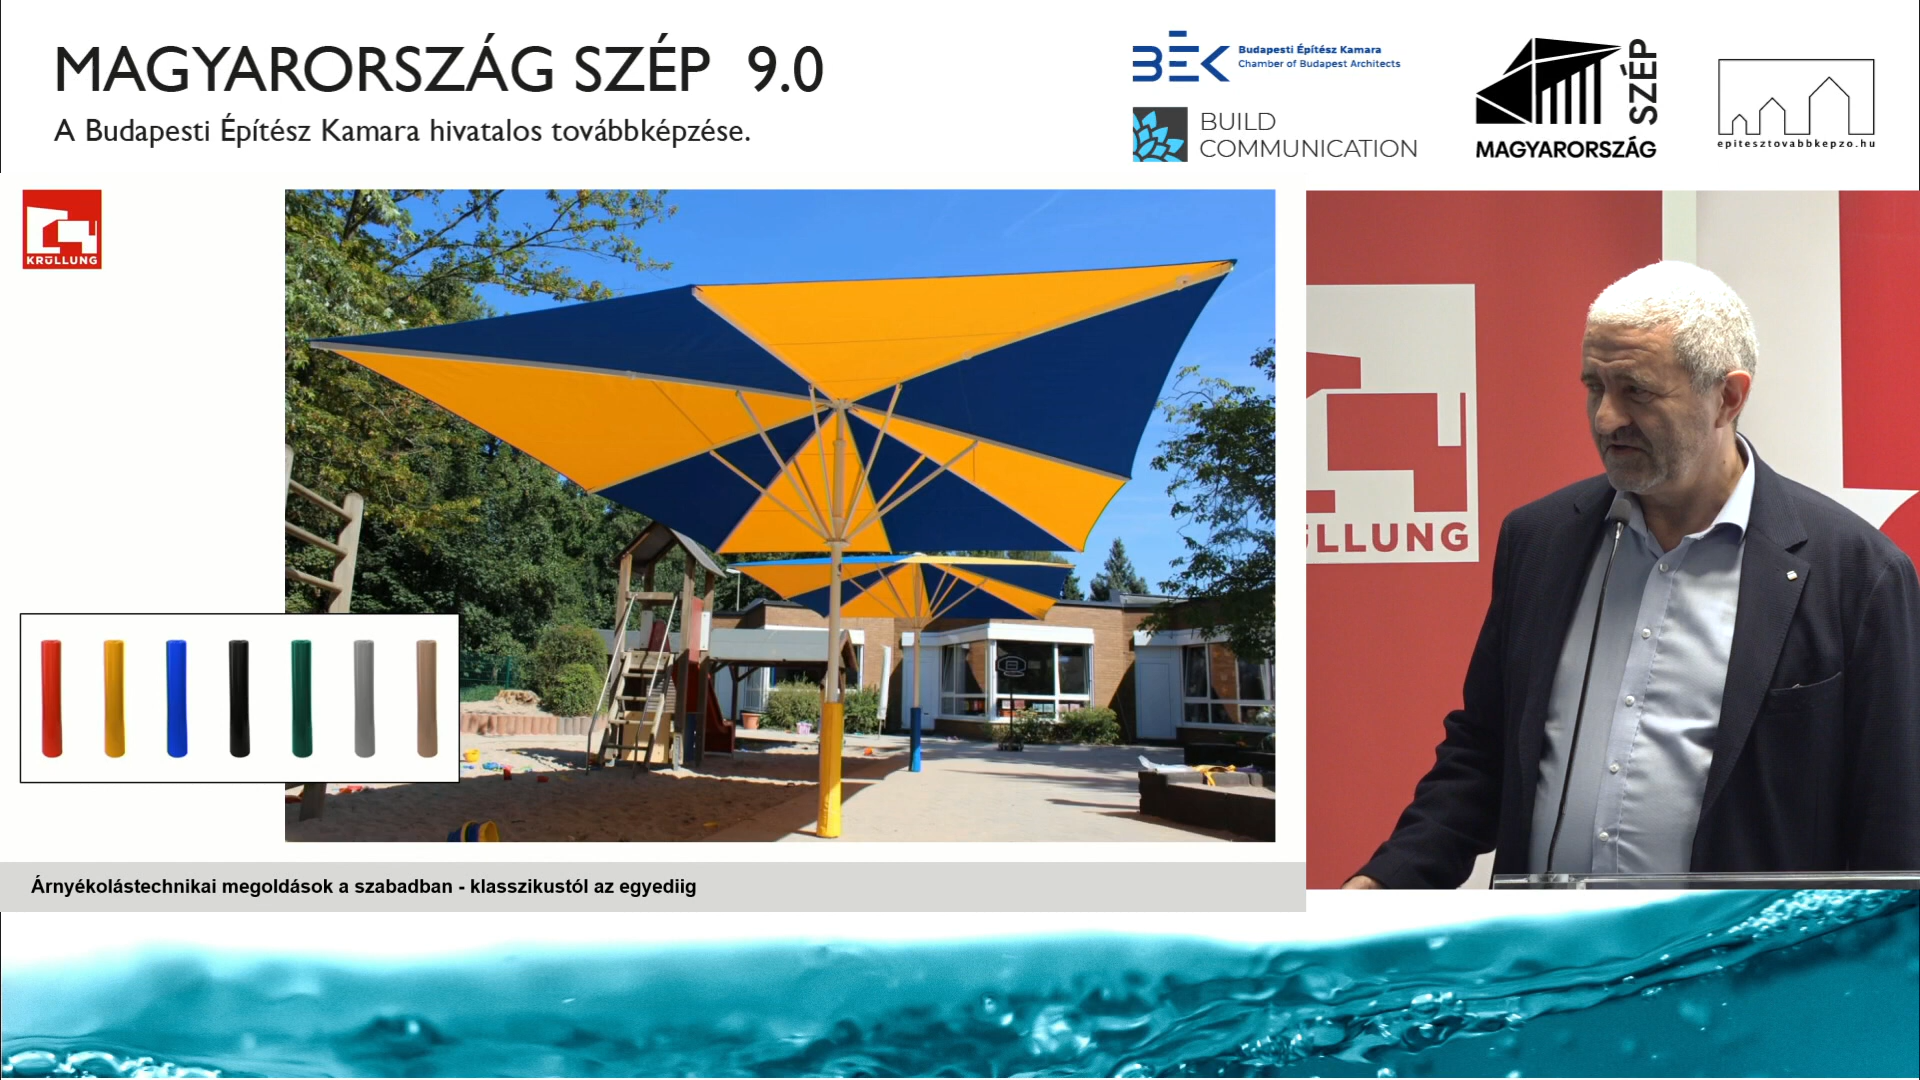 MAGYARORSZÁG SZÉP 9.0
A Budapesti Építész Kamara hivatalos továbbképzése.
BÉK
Budapesti Építész Kamara
Chamber of Budapest Architects
BUILD
COMMUNICATION
MAGYARORSZÁG
SZÉP
epitesztovabbkepzo.hu
KRÜLLUNG
ÜLLUNG
Árnyékolástechnikai megoldások a szabadban - klasszikustól az egyediig